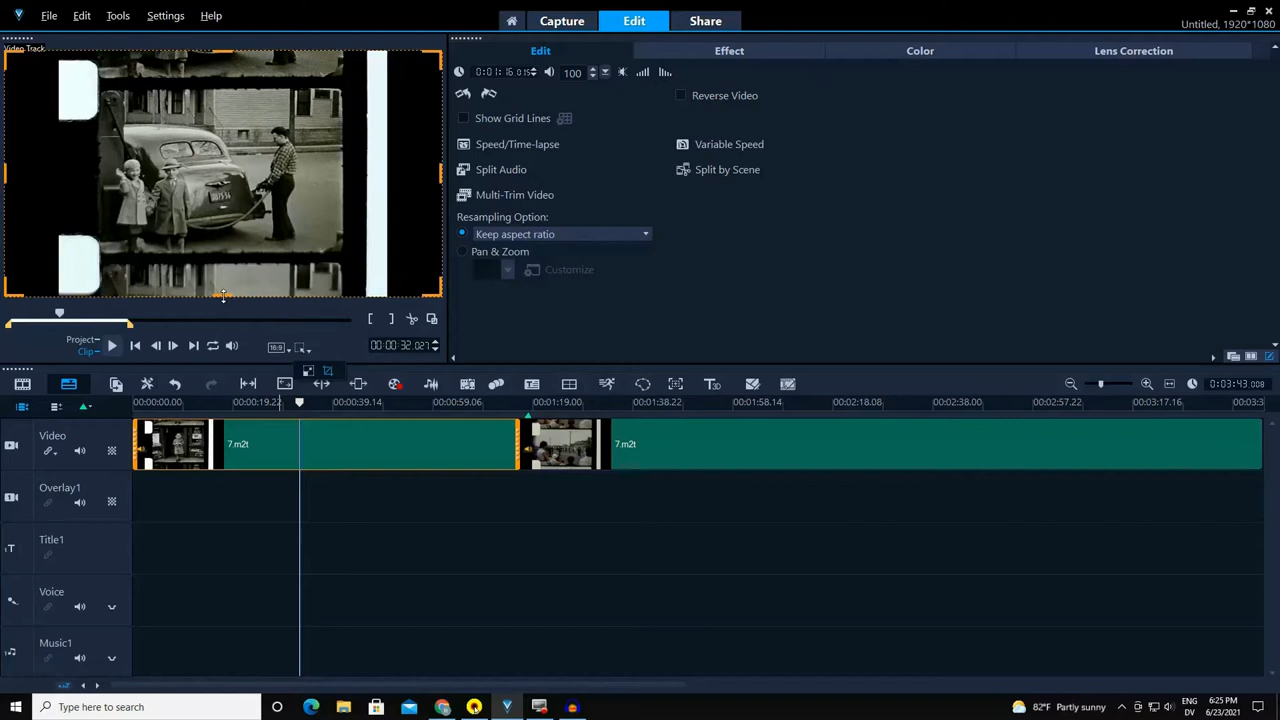 File Edit Tools Settings Help
Capture Edit Share
Untitled, 1920*1080
Video Track
Edit Effect Color Lens Correction
0:01:16.015 100
Reverse Video
Show Grid Lines
Speed/Time-lapse Variable Speed
Split Audio Split by Scene
Multi-Trim Video
Resampling Option:
Keep aspect ratio
Pan & Zoom
Customize
Project
Clip
16:9
00:00:32.027
0:03:43.008
00:00:00.00 00:00:19.22 00:00:39.14 00:00:59.06 00:01:19.00 00:01:38.22 00:01:58.14 00:02:18.08 00:02:38.00 00:02:57.22 00:03:17.16 00:03:3
Video
7.m2t 7.m2t
Overlay1
Title1
Voice
Music1
Type here to search
82°F Partly sunny
ENG
DV
6:25 PM
6/23/2021